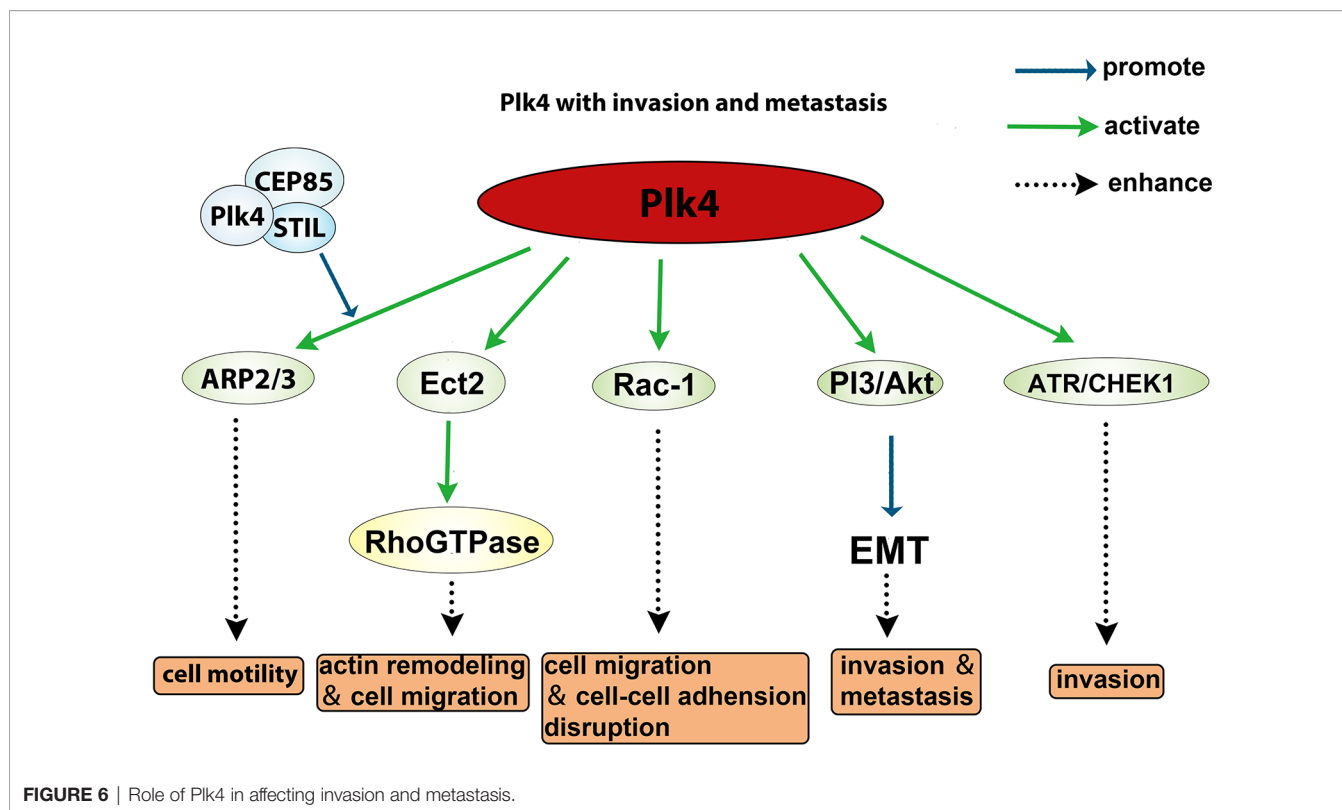 Plk4 with invasion and metastasis
promote
activate
enhance
CEP85
Plk4
STIL
Plk4
ARP2/3
Ect2
Rac-1
PI3/Akt
ATR/CHEK1
RhoGTPase
EMT
cell motility
actin remodeling
& cell migration
cell migration
& cell-cell adhension
disruption
invasion &
metastasis
invasion
FIGURE 6 | Role of Plk4 in affecting invasion and metastasis.